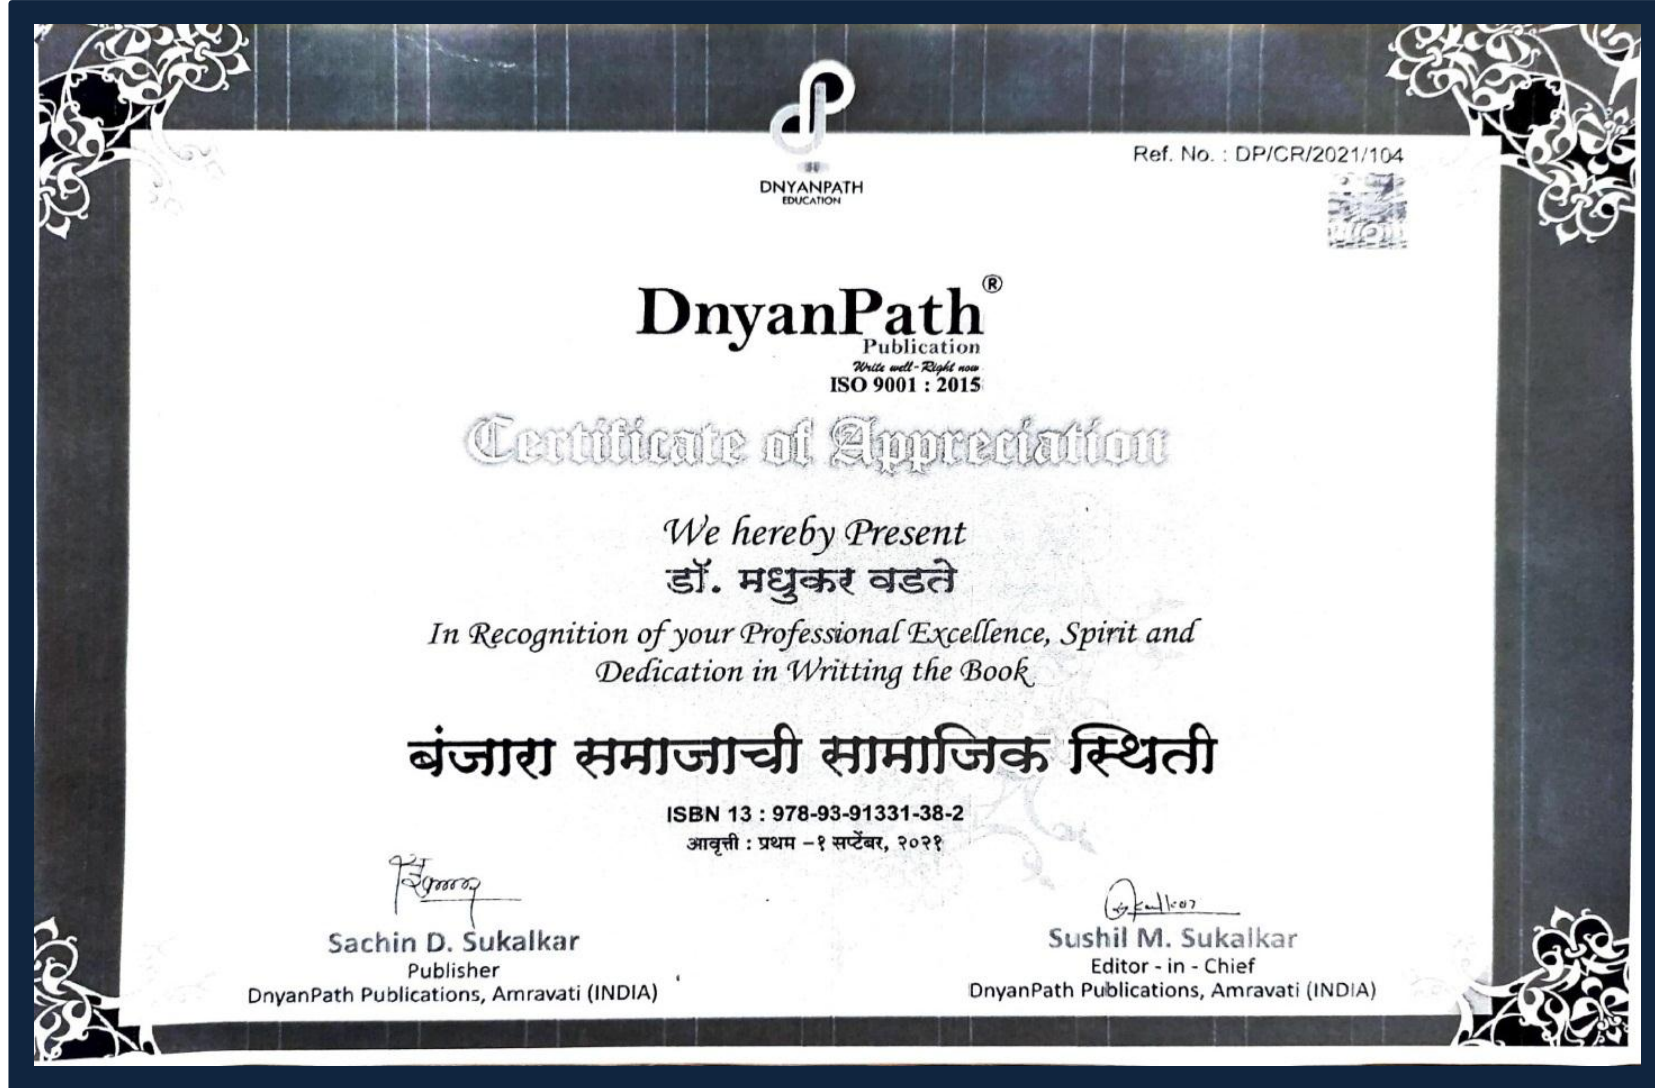 DNYANPATH
EDUCATION
Ref. No. : DP/CR/2021/104
DnyanPath®
Publication
Write well-Right now
ISO 9001 : 2015
Certificate of Appreciation
We hereby Present
डॉ. मधुकर वडते
In Recognition of your Professional Excellence, Spirit and
Dedication in Writting the Book
बंजारा समाजाची सामाजिक स्थिती
ISBN 13 : 978-93-91331-38-2
आवृत्ती : प्रथम –१ सप्टेंबर, २०२१
Sachin D. Sukalkar
Publisher
DnyanPath Publications, Amravati (INDIA)
Sushil M. Sukalkar
Editor - in - Chief
DnyanPath Publications, Amravati (INDIA)